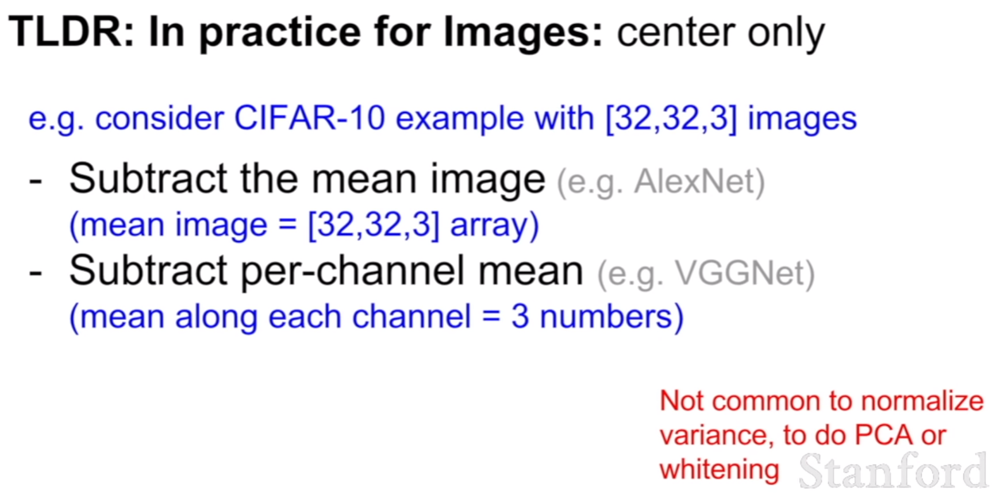 TLDR: In practice for Images: center only
e.g. consider CIFAR-10 example with [32,32,3] images
- Subtract the mean image (e.g. AlexNet)
(mean image = [32,32,3] array)
- Subtract per-channel mean (e.g. VGGNet)
(mean along each channel = 3 numbers)
Not common to normalize
variance, to do PCA or
whitening
Stanford